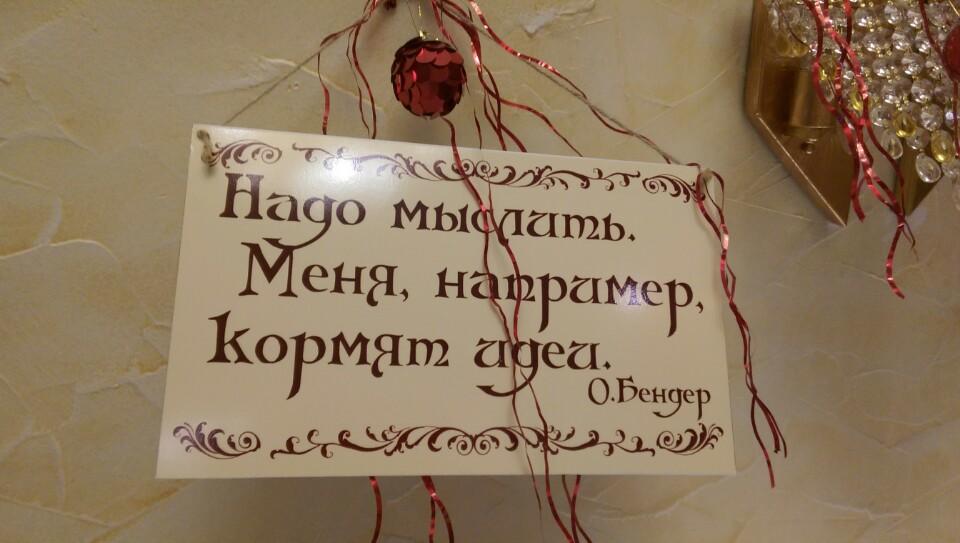 Надо мыслить.
Меня, например,
кормят идеи.
О.Бендер